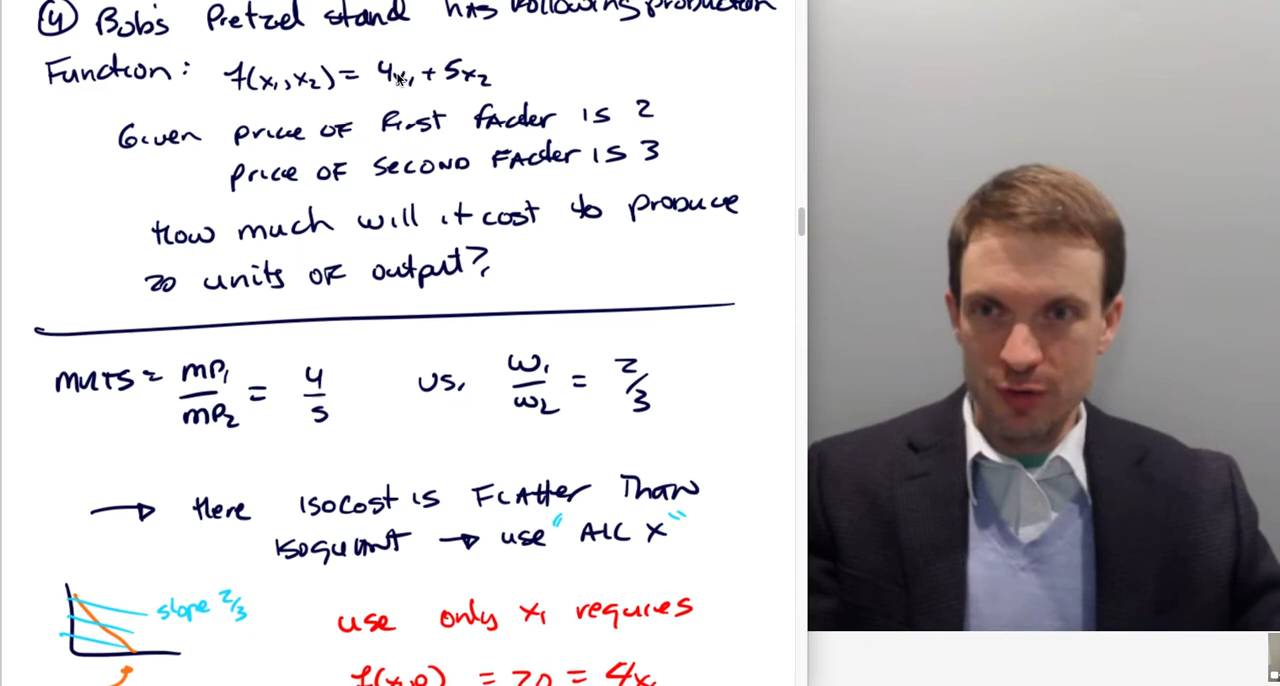 ④ Bob's Pretzel stand has following production
Function: f(x₁,x₂) = 4x₁ + 5x₂
Given price of first factor is 2
price of second factor is 3
How much will it cost to produce
20 units of output?
MRTS = MP₁/MP₂ = 4/5 vs. w₁/w₂ = 2/3
→ Here isocost is flatter than
isoquant → use "all x"
slope 2/3
use only x₁ requires
= 20 = 4x